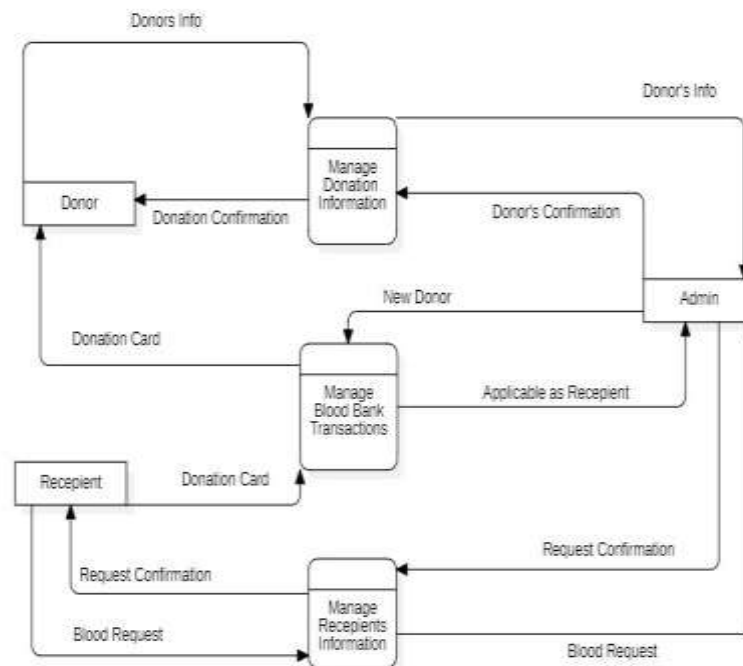 Donors Info
Donor's Info
Manage
Donation
Information
Donor
Donation Confirmation
Donor's Confirmation
New Donor
Admin
Donation Card
Manage
Blood Bank
Transactions
Applicable as Recepient
Recepient
Donation Card
Request Confirmation
Request Confirmation
Manage
Recepients
Information
Blood Request
Blood Request